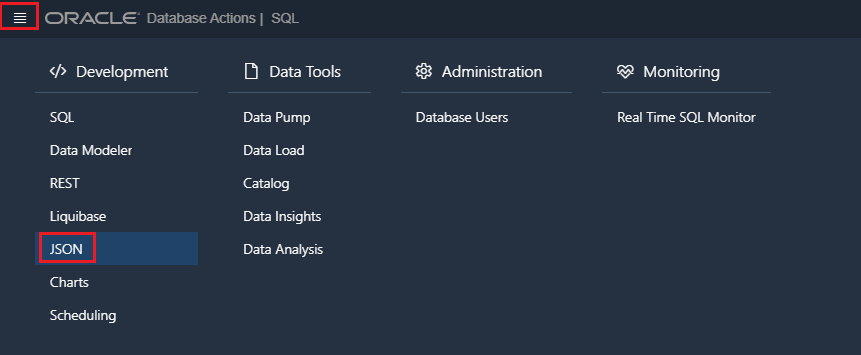 ORACLE Database Actions | SQL
Development
SQL
Data Modeler
REST
Liquibase
JSON
Charts
Scheduling
Data Tools
Data Pump
Data Load
Catalog
Data Insights
Data Analysis
Administration
Database Users
Monitoring
Real Time SQL Monitor